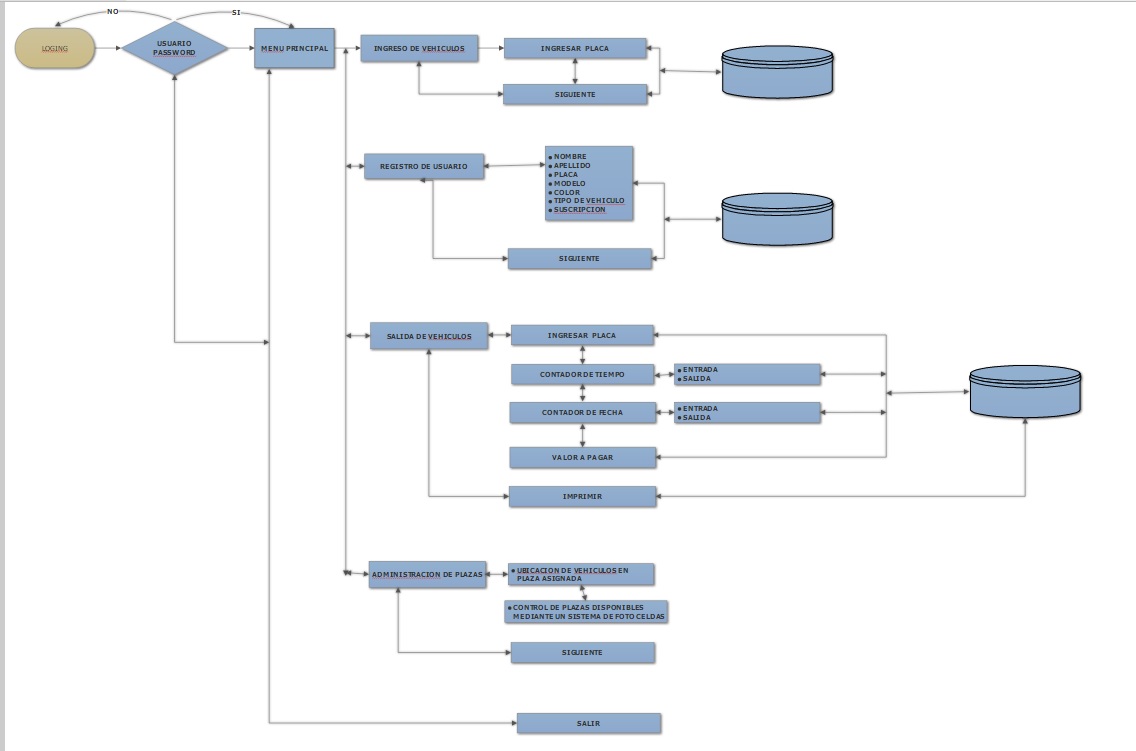 NO
SI
LOGING
USUARIO
PASSWORD
MENU PRINCIPAL
INGRESO DE VEHICULOS
INGRESAR PLACA
SIGUIENTE
REGISTRO DE USUARIO
• NOMBRE
• APELLIDO
• PLACA
• MODELO
• COLOR
• TIPO DE VEHICULO
• SUSCRIPCION
SIGUIENTE
SALIDA DE VEHICULOS
INGRESAR PLACA
CONTADOR DE TIEMPO
• ENTRADA
• SALIDA
CONTADOR DE FECHA
• ENTRADA
• SALIDA
VALOR A PAGAR
IMPRIMIR
ADMINISTRACION DE PLAZAS
• UBICACION DE VEHICULOS EN
PLAZA ASIGNADA
• CONTROL DE PLAZAS DISPONIBLES
MEDIANTE UN SISTEMA DE FOTO CELDAS
SIGUIENTE
SALIR